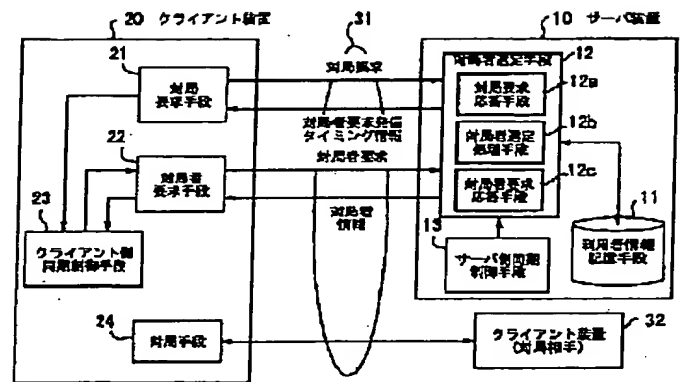 20 クライアント装置
31
10 サーバ装置
21
対局
要求手段
対局要求
対局者選定手段
12
対局要求
応答手段
12a
対局者要求発信
タイミング情報
対局者選定
処理手段
12b
22
対局者
要求手段
対局者要求
対局者要求
応答手段
12c
対局者
情報
23
クライアント側
同期制御手段
13
サーバ側同期
制御手段
11
利用者情報
記憶手段
24
対局手段
クライアント装置
(対局相手)
32